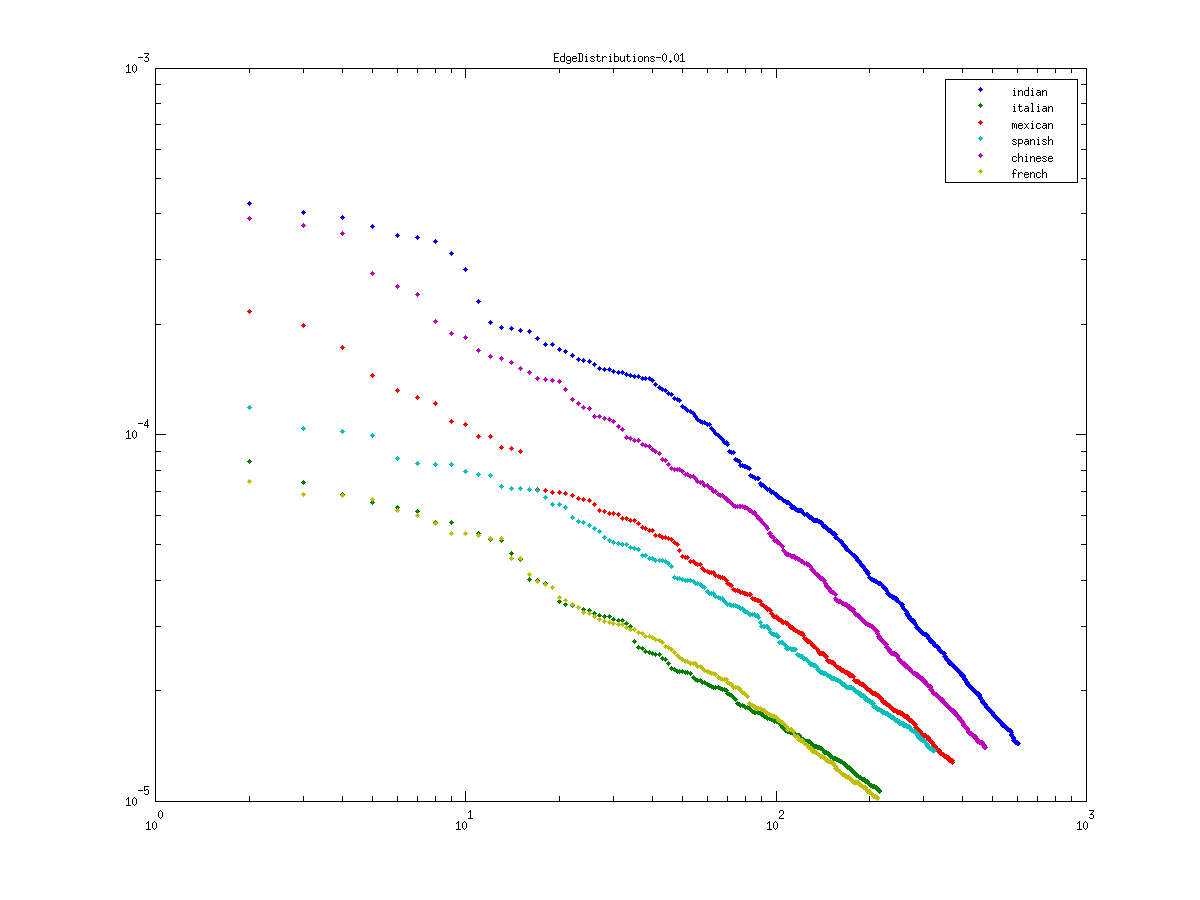 EdgeDistributions-0.01
10^-3
indian
italian
mexican
spanish
chinese
french
10^-4
10^-5
10^0
10^1
10^2
10^3